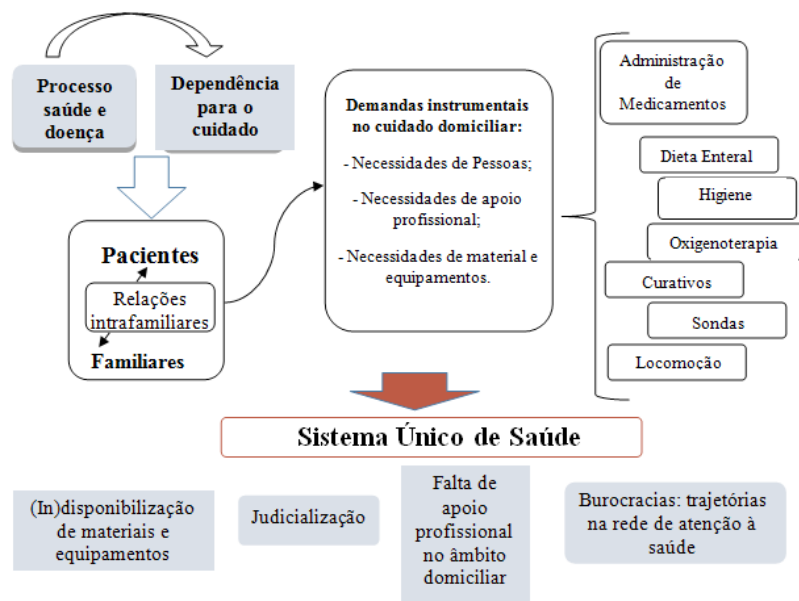 Processo
saúde e
doença
Dependência
para o
cuidado
Pacientes
Relações
intrafamiliares
Familiares
Demandas instrumentais
no cuidado domiciliar:
- Necessidades de Pessoas;
- Necessidades de apoio
profissional;
- Necessidades de material e
equipamentos.
Administração
de
Medicamentos
Dieta Enteral
Higiene
Oxigenoterapia
Curativos
Sondas
Locomoção
Sistema Único de Saúde
(In)disponibilização
de materiais e
equipamentos
Judicialização
Falta de
apoio
profissional
no âmbito
domiciliar
Burocracias: trajetórias
na rede de atenção à
saúde